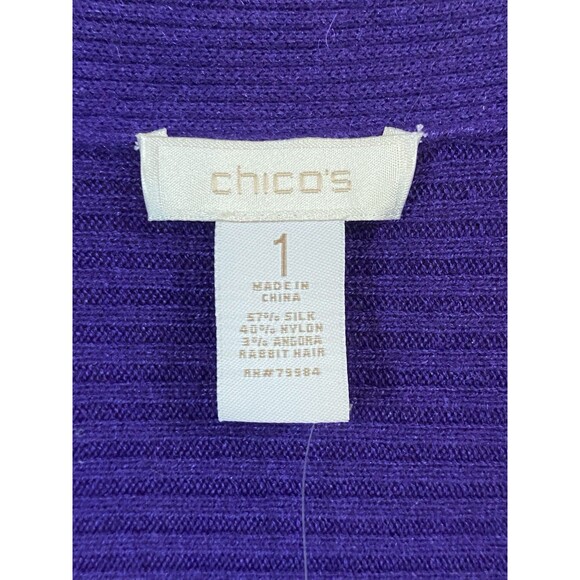 chico's
1
MADE IN
CHINA
57% SILK
40% NYLON
3% ANGORA
RABBIT HAIR
RN#79984